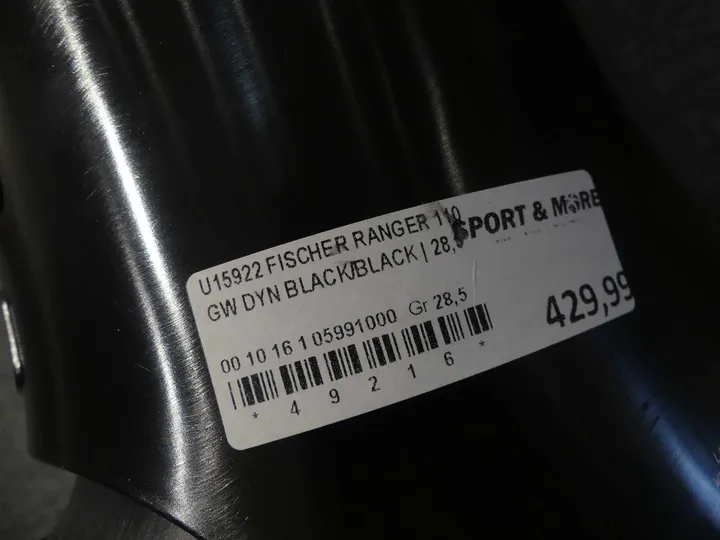 SPORT & MORE
U15922 FISCHER RANGER 110
GW DYN BLACK/BLACK | 28,5
429,99
00 10 16 1 05991000 Gr 28,5
* 4 9 2 1 6 *